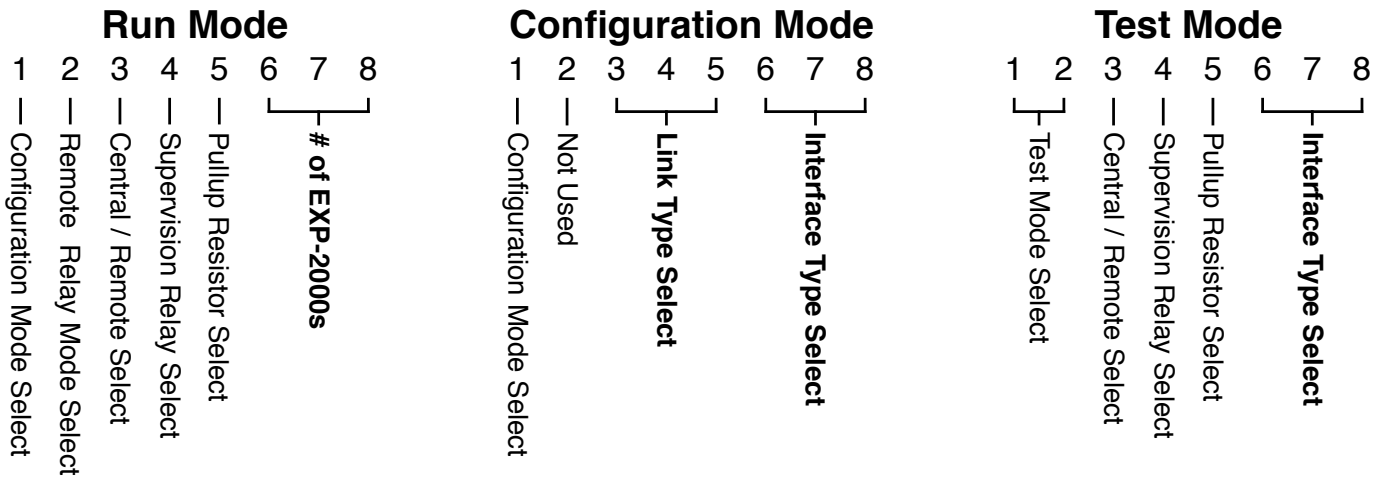 Run Mode
1 2 3 4 5 6 7 8
Configuration Mode Select
Remote Relay Mode Select
Central / Remote Select
Supervision Relay Select
Pullup Resistor Select
# of EXP-2000s
Configuration Mode
1 2 3 4 5 6 7 8
Configuration Mode Select
Not Used
Link Type Select
Interface Type Select
Test Mode
1 2 3 4 5 6 7 8
Test Mode Select
Central / Remote Select
Supervision Relay Select
Pullup Resistor Select
Interface Type Select